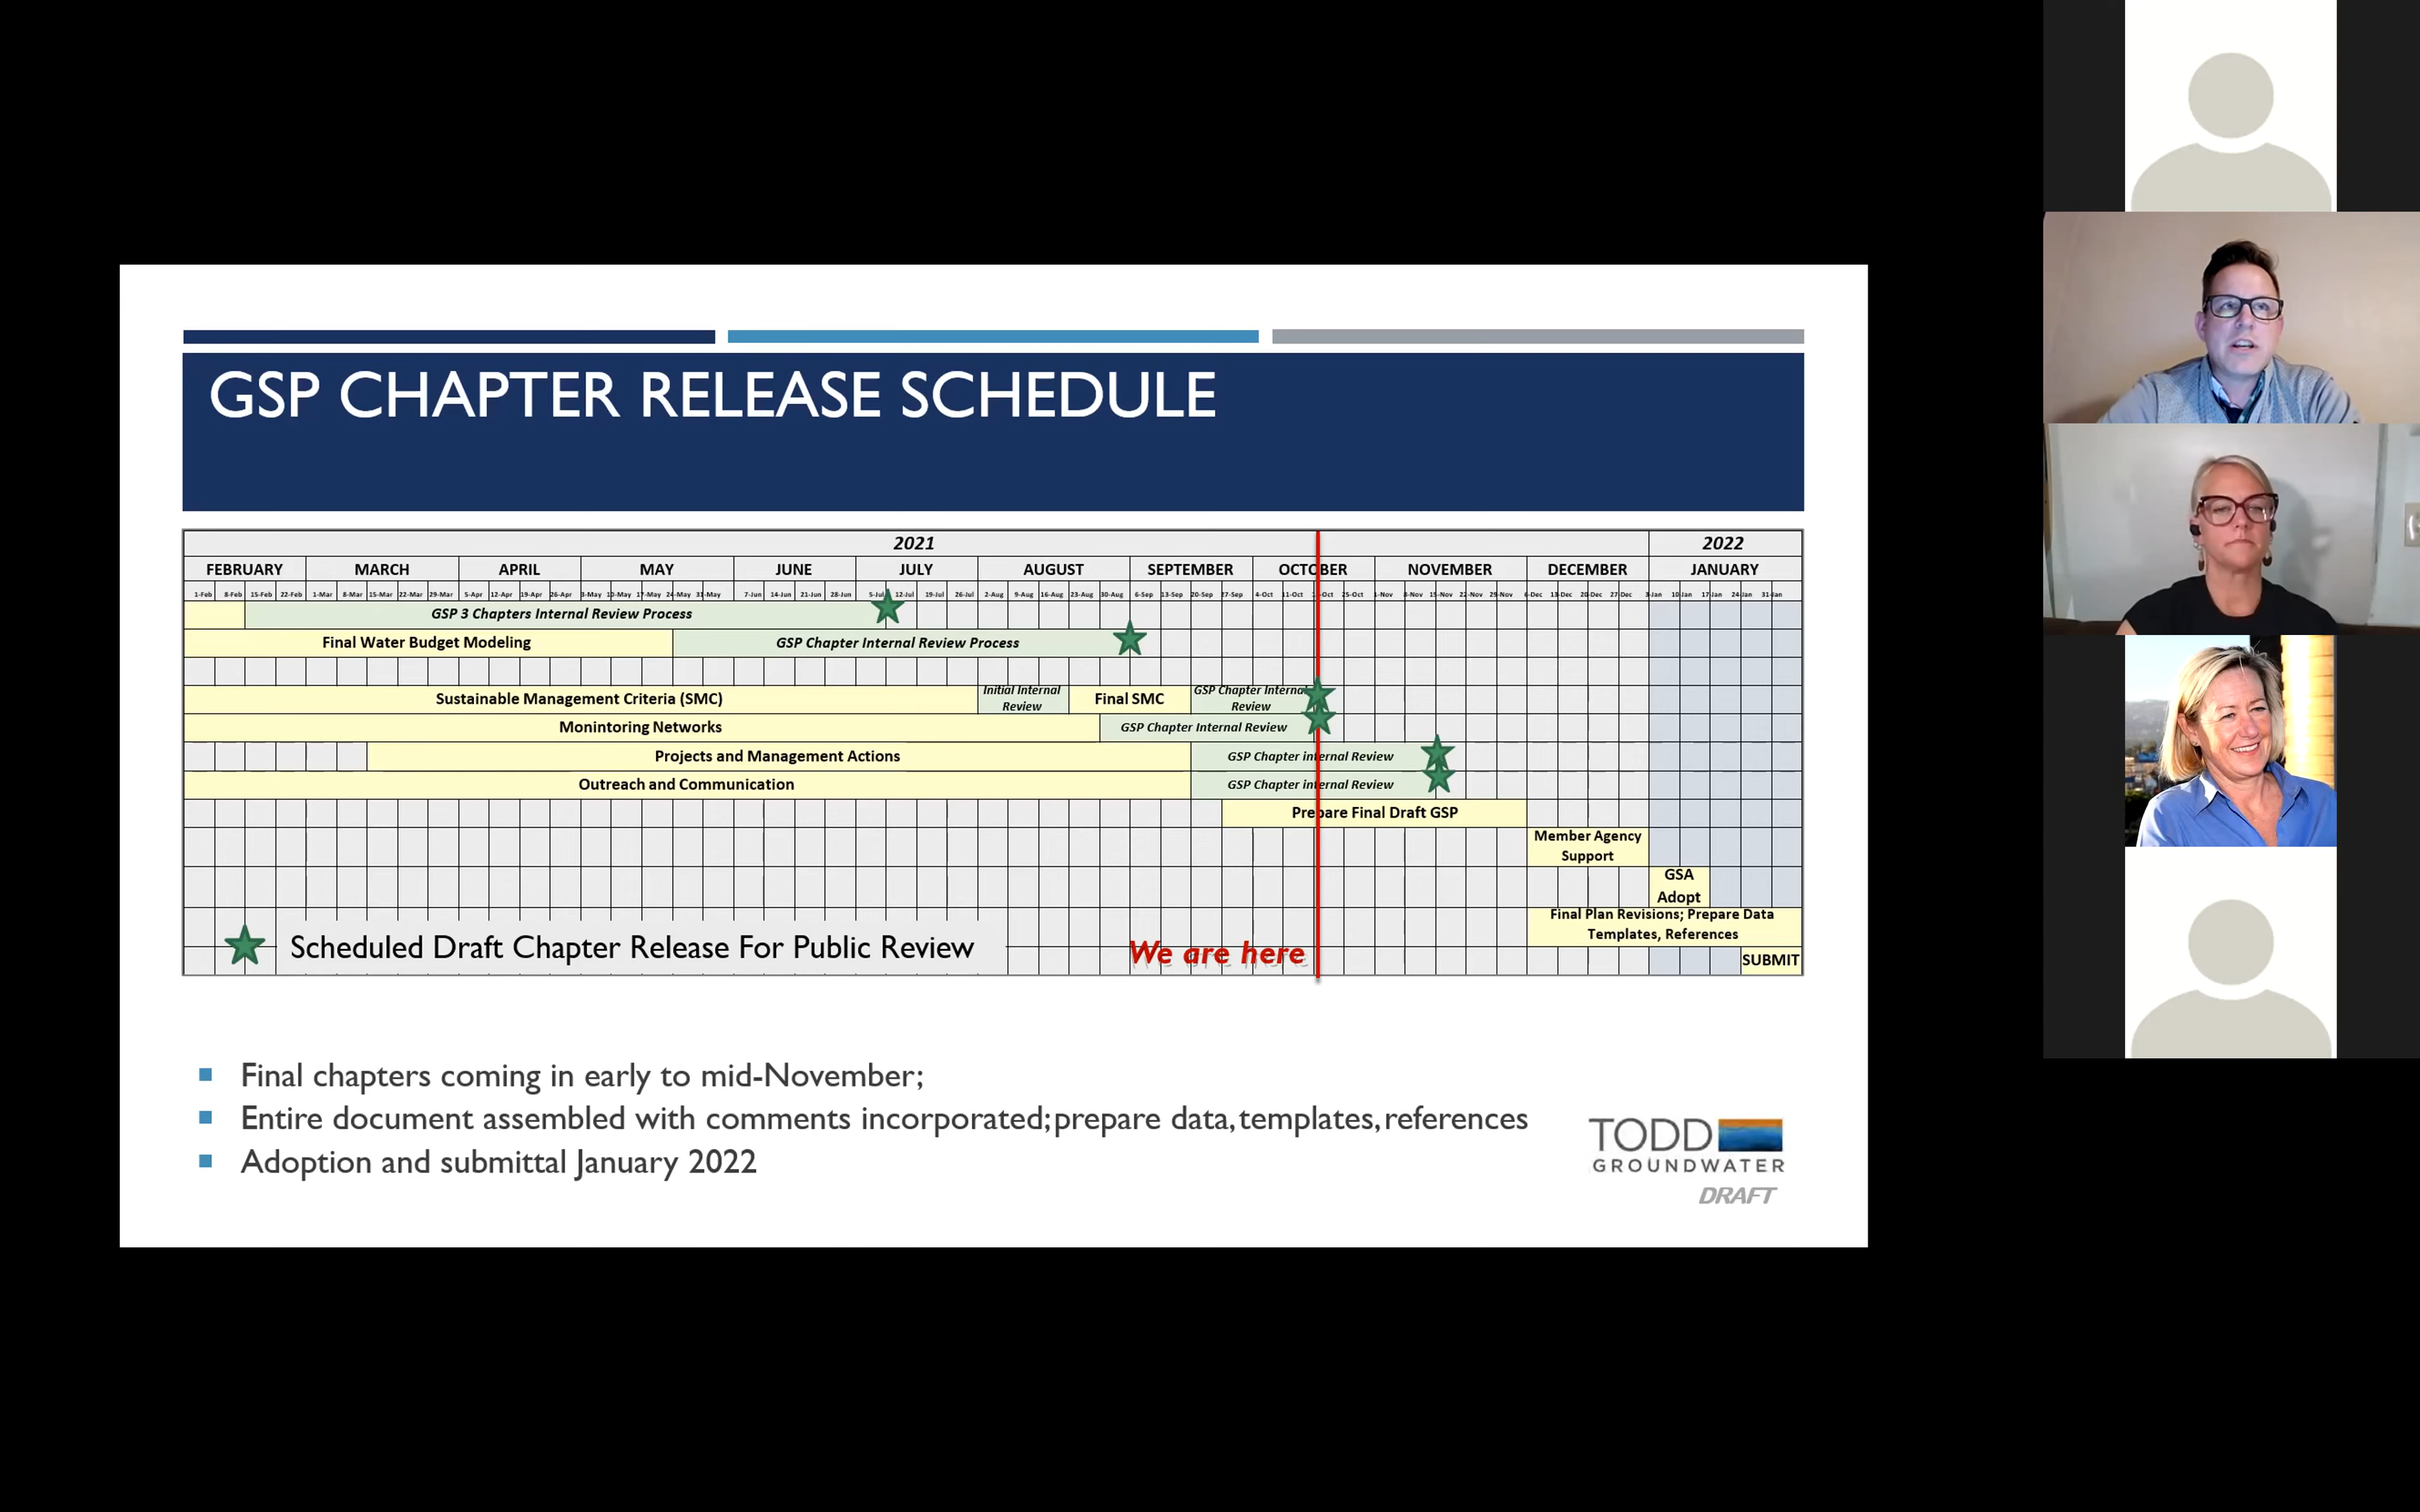 GSP CHAPTER RELEASE SCHEDULE
2021 2022
FEBRUARY MARCH APRIL MAY JUNE JULY AUGUST SEPTEMBER OCTOBER NOVEMBER DECEMBER JANUARY
1-Feb 8-Feb 15-Feb 22-Feb 1-Mar 8-Mar 15-Mar 22-Mar 29-Mar 5-Apr 12-Apr 19-Apr 26-Apr 3-May 10-May 17-May 24-May 31-May 7-Jun 14-Jun 21-Jun 28-Jun 5-Jul 12-Jul 19-Jul 26-Jul 2-Aug 9-Aug 16-Aug 23-Aug 30-Aug 6-Sep 13-Sep 20-Sep 27-Sep 4-Oct 11-Oct 25-Oct 1-Nov 8-Nov 15-Nov 22-Nov 29-Nov 6-Dec 13-Dec 20-Dec 27-Dec 3-Jan 10-Jan 17-Jan 24-Jan 31-Jan
GSP 3 Chapters Internal Review Process
Final Water Budget Modeling GSP Chapter Internal Review Process
Sustainable Management Criteria (SMC) Initial Internal Final SMC GSP Chapter Internal
Review Review
Monintoring Networks GSP Chapter Internal Review
Projects and Management Actions GSP Chapter internal Review
Outreach and Communication GSP Chapter internal Review
Prepare Final Draft GSP
Member Agency
Support
GSA
Adopt
Final Plan Revisions; Prepare Data
Templates, References
Scheduled Draft Chapter Release For Public Review We are here
SUBMIT
Final chapters coming in early to mid-November;
Entire document assembled with comments incorporated; prepare data, templates, references
Adoption and submittal January 2022
TODD
GROUNDWATER
DRAFT